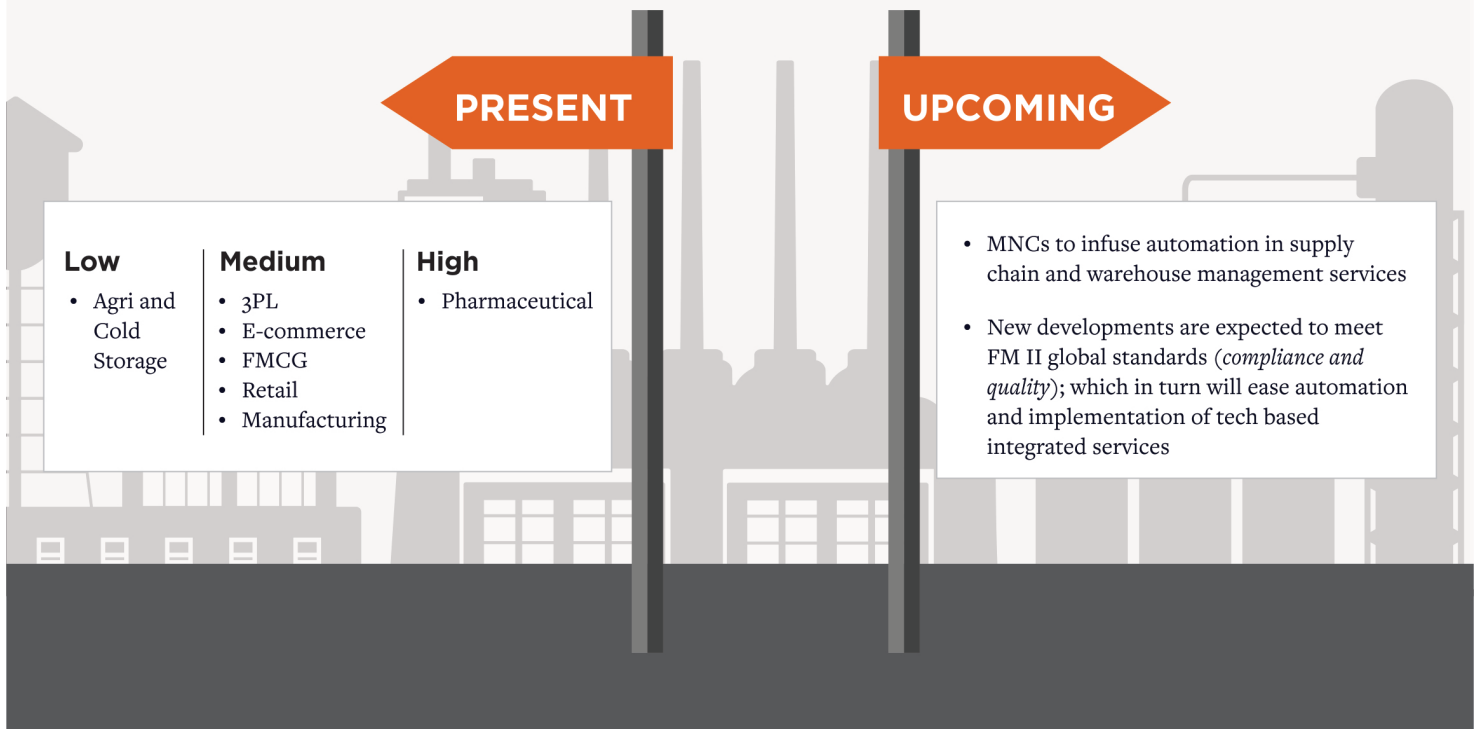 PRESENT
Low
• Agri and
Cold
Storage
Medium
• 3PL
• E-commerce
• FMCG
• Retail
• Manufacturing
High
• Pharmaceutical
UPCOMING
• MNCs to infuse automation in supply
chain and warehouse management services
• New developments are expected to meet
FM II global standards (compliance and
quality); which in turn will ease automation
and implementation of tech based
integrated services